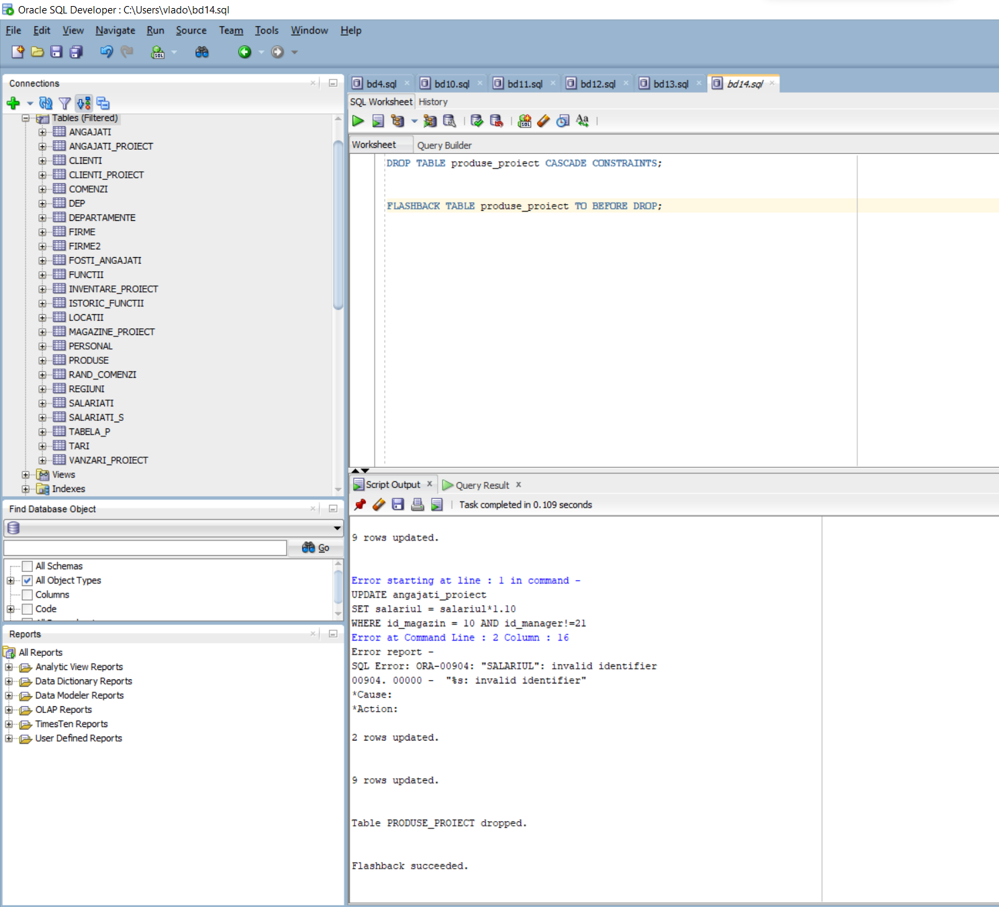 Oracle SQL Developer : C:\Users\vlado\bd14.sql
File Edit View Navigate Run Source Team Tools Window Help
Connections
Tables (Filtered)
ANGAJATI
ANGAJATI_PROIECT
CLIENTI
CLIENTI_PROIECT
COMENZI
DEP
DEPARTAMENTE
FIRME
FIRME2
FOSTI_ANGAJATI
FUNCTII
INVENTARE_PROIECT
ISTORIC_FUNCTII
LOCATII
MAGAZINE_PROIECT
PERSONAL
PRODUSE
RAND_COMENZI
REGIUNI
SALARIATI
SALARIATI_S
TABELA_P
TARI
VANZARI_PROIECT
Views
Indexes
Find Database Object
Go
All Schemas
All Object Types
Columns
Code
Reports
All Reports
Analytic View Reports
Data Dictionary Reports
Data Modeler Reports
OLAP Reports
TimesTen Reports
User Defined Reports
bd4.sql bd10.sql bd11.sql bd12.sql bd13.sql bd14.sql
SQL Worksheet History
Worksheet Query Builder
DROP TABLE produse_proiect CASCADE CONSTRAINTS;
FLASHBACK TABLE produse_proiect TO BEFORE DROP;
Script Output Query Result
Task completed in 0.109 seconds
9 rows updated.
Error starting at line : 1 in command -
UPDATE angajati_proiect
SET salariul = salariul*1.10
WHERE id_magazin = 10 AND id_manager!=21
Error at Command Line : 2 Column : 16
Error report -
SQL Error: ORA-00904: "SALARIUL": invalid identifier
00904. 00000 - "%s: invalid identifier"
*Cause:
*Action:
2 rows updated.
9 rows updated.
Table PRODUSE_PROIECT dropped.
Flashback succeeded.